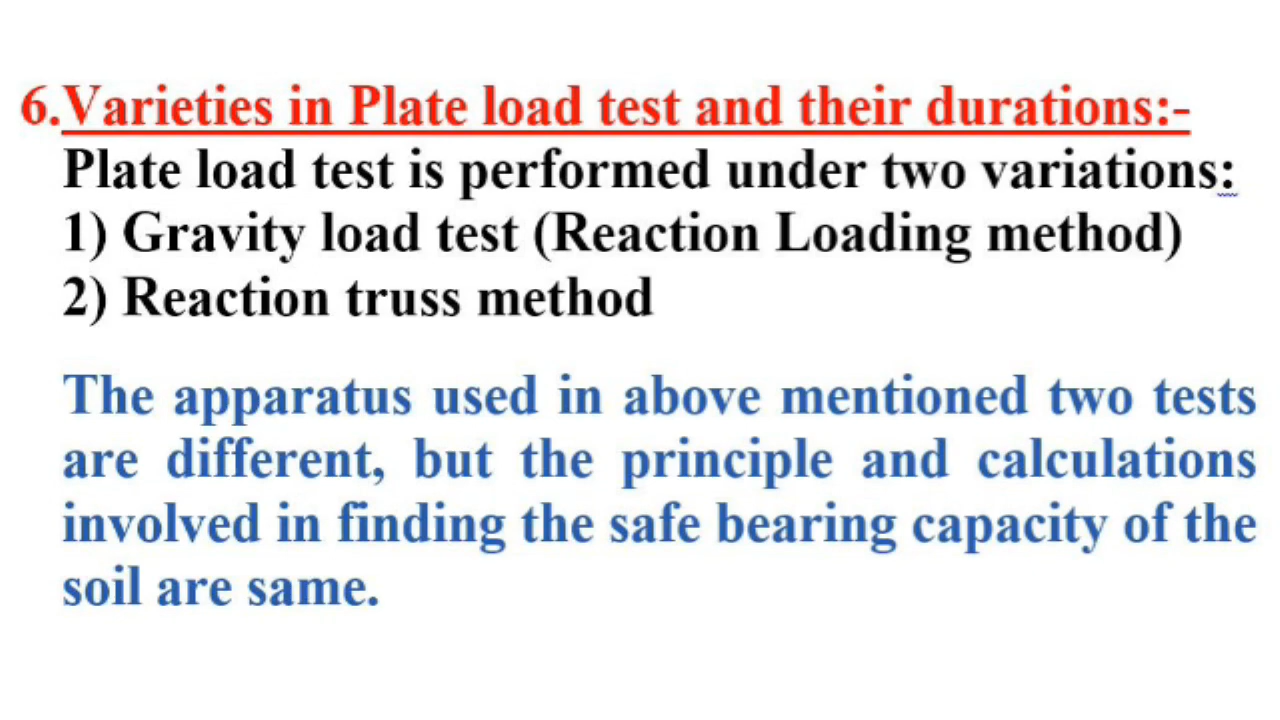 6.Varieties in Plate load test and their durations:-
Plate load test is performed under two variations:
1) Gravity load test (Reaction Loading method)
2) Reaction truss method
The apparatus used in above mentioned two tests
are different, but the principle and calculations
involved in finding the safe bearing capacity of the
soil are same.